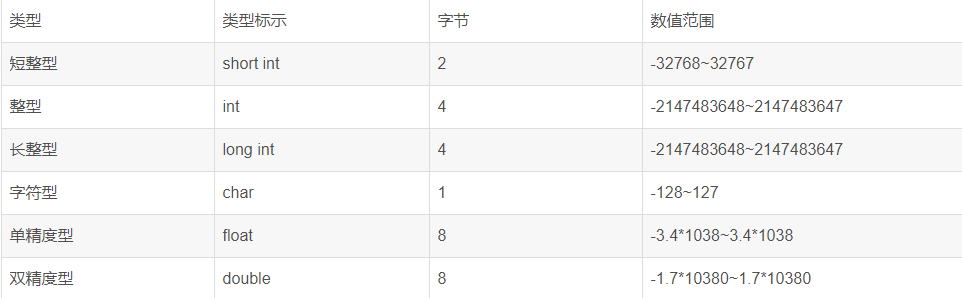 类型 类型标示 字节 数值范围
短整型 short int 2 -32768~32767
整型 int 4 -2147483648~2147483647
长整型 long int 4 -2147483648~2147483647
字符型 char 1 -128~127
单精度型 float 8 -3.4*1038~3.4*1038
双精度型 double 8 -1.7*10380~1.7*10380